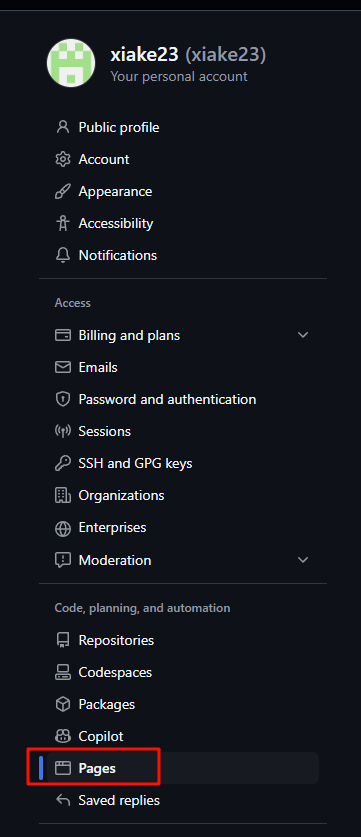 xiake23 (xiake23)
Your personal account
Public profile
Account
Appearance
Accessibility
Notifications
Access
Billing and plans
Emails
Password and authentication
Sessions
SSH and GPG keys
Organizations
Enterprises
Moderation
Code, planning, and automation
Repositories
Codespaces
Packages
Copilot
Pages
Saved replies